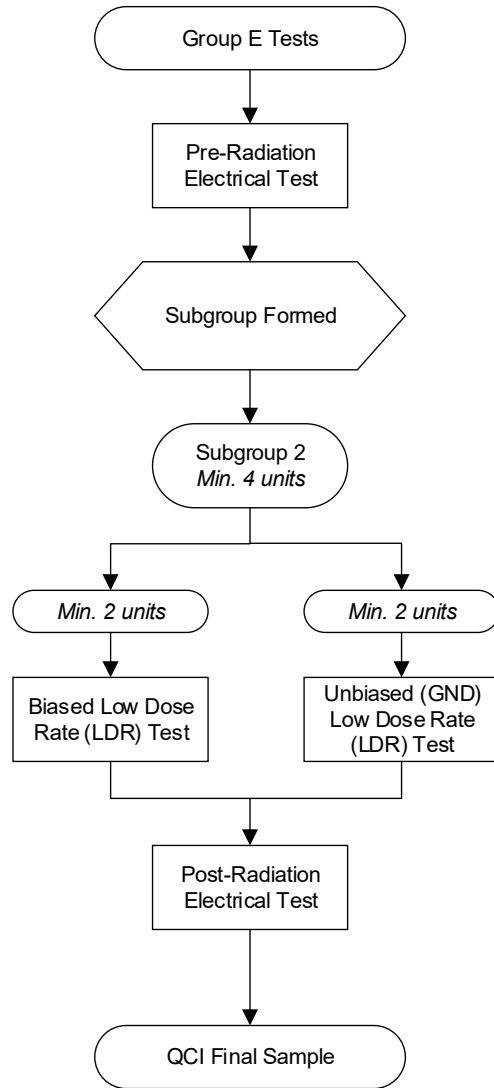 Group E Tests
Pre-Radiation
Electrical Test
Subgroup Formed
Subgroup 2
Min. 4 units
Min. 2 units
Min. 2 units
Biased Low Dose
Rate (LDR) Test
Unbiased (GND)
Low Dose Rate
(LDR) Test
Post-Radiation
Electrical Test
QCI Final Sample